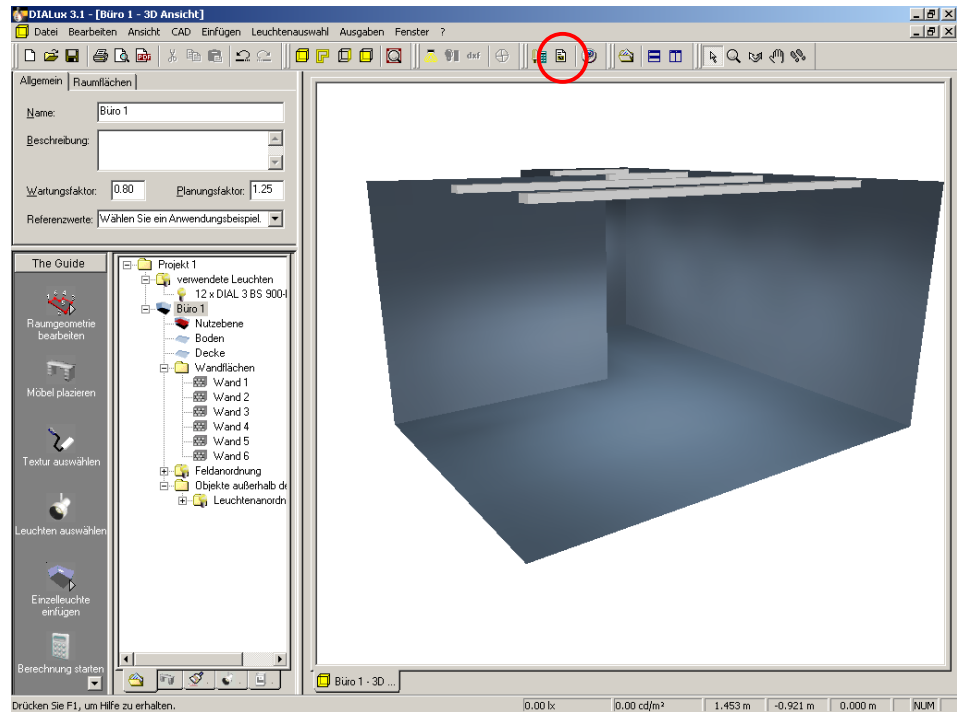 DIALux 3.1 - [Büro 1 - 3D Ansicht]
Datei Bearbeiten Ansicht CAD Einfügen Leuchtenauswahl Ausgaben Fenster ?
dxf
Allgemein Raumflächen
Name: Büro 1
Beschreibung:
Wartungsfaktor: 0.80 Planungsfaktor: 1.25
Referenzwerte: Wählen Sie ein Anwendungsbeispiel.
The Guide
Raumgeometrie
bearbeiten
Möbel plazieren
Textur auswählen
Leuchten auswählen
Einzelleuchte
einfügen
Berechnung starten
Projekt 1
verwendete Leuchten
12 x DIAL 3 BS 900-I
Büro 1
Nutzebene
Boden
Decke
Wandflächen
Wand 1
Wand 2
Wand 3
Wand 4
Wand 5
Wand 6
Feldanordnung
Objekte außerhalb de
Leuchtenanordn
Büro 1 - 3D ...
Drücken Sie F1, um Hilfe zu erhalten. 0.00 lx 0.00 cd/m² 1.453 m -0.921 m 0.000 m NUM